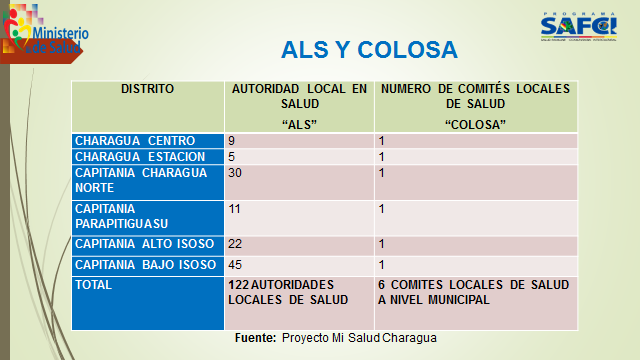 Ministerio
de Salud
PROGRAMA
SAFCI
ALS Y COLOSA
DISTRITO
AUTORIDAD LOCAL EN
SALUD
“ALS”
NUMERO DE COMITÉS LOCALES
DE SALUD
“COLOSA”
CHARAGUA CENTRO 9 1
CHARAGUA ESTACION 5 1
CAPITANIA CHARAGUA 30 1
NORTE
CAPITANIA 11 1
PARAPITIGUASU
CAPITANIA ALTO ISOSO 22 1
CAPITANIA BAJO ISOSO 45 1
TOTAL
122 AUTORIDADES
LOCALES DE SALUD
6 COMITES LOCALES DE SALUD
A NIVEL MUNICIPAL
Fuente: Proyecto Mi Salud Charagua